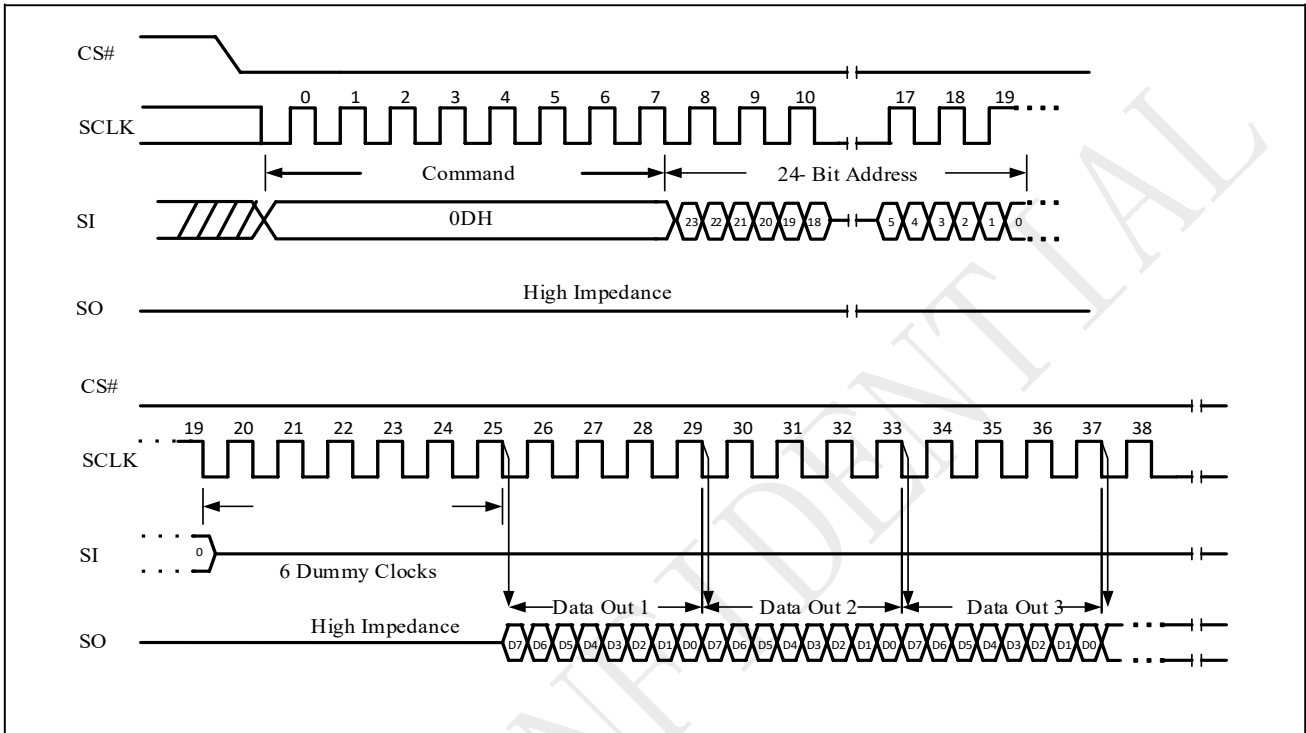 CS#
0 1 2 3 4 5 6 7 8 9 10 17 18 19
SCLK
Command 24- Bit Address
SI 0DH 23 22 21 20 19 18 5 4 3 2 1 0
High Impedance
SO
CS#
19 20 21 22 23 24 25 26 27 28 29 30 31 32 33 34 35 36 37 38
SCLK
SI 0
6 Dummy Clocks
Data Out 1 Data Out 2 Data Out 3
High Impedance
SO D7 D6 D5 D4 D3 D2 D1 D0 D7 D6 D5 D4 D3 D2 D1 D0 D7 D6 D5 D4 D3 D2 D1 D0
NFIDENTIAL